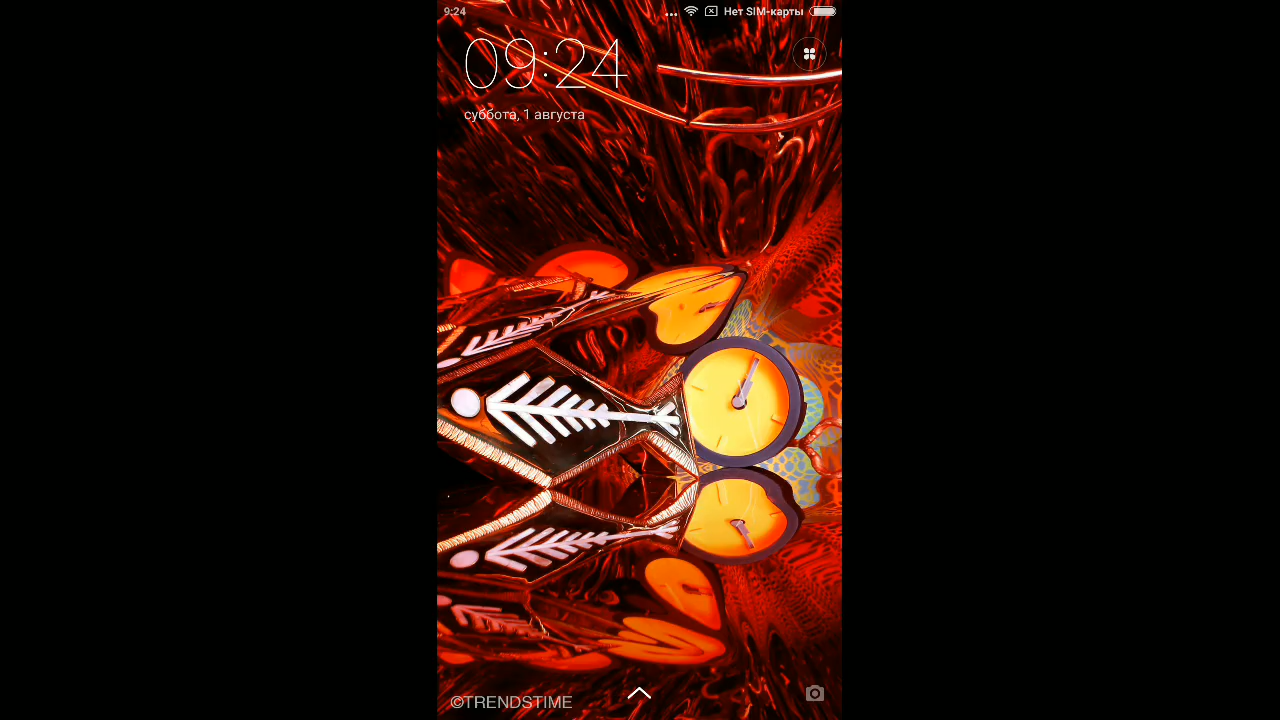 9:24
... Нет SIM-карты
09:24
суббота, 1 августа
©TRENDSTIME